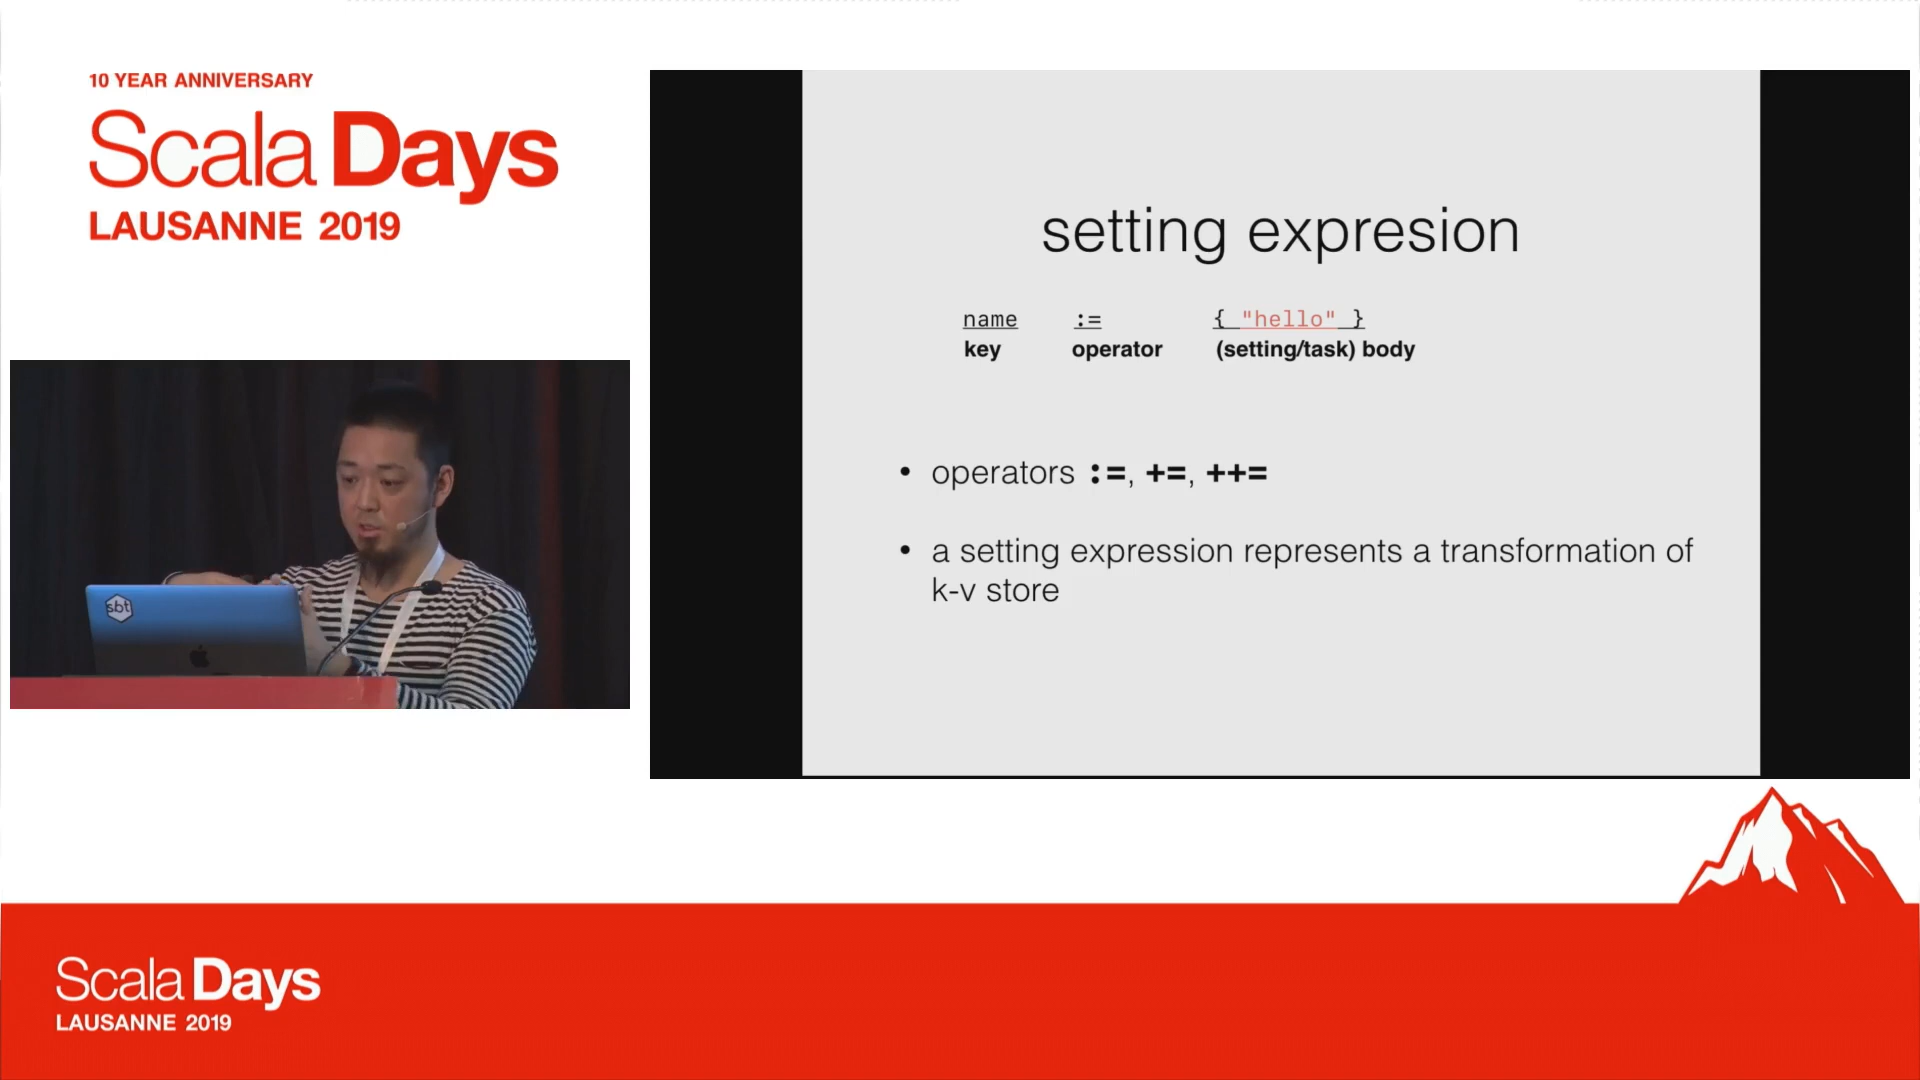 10 YEAR ANNIVERSARY
Scala Days
LAUSANNE 2019
setting expresion
name := { "hello" }
key operator (setting/task) body
• operators :=, +=, ++=
• a setting expression represents a transformation of
k-v store
sbt
Scala Days
LAUSANNE 2019